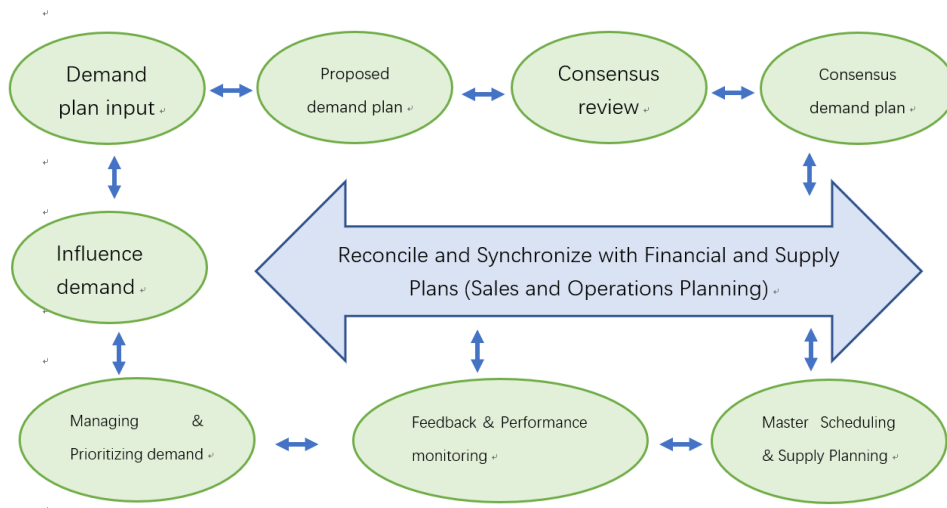 Demand
plan input
Proposed
demand plan
Consensus
review
Consensus
demand plan
Influence
demand
Reconcile and Synchronize with Financial and Supply
Plans (Sales and Operations Planning)
Managing &
Prioritizing demand
Feedback & Performance
monitoring
Master Scheduling
& Supply Planning